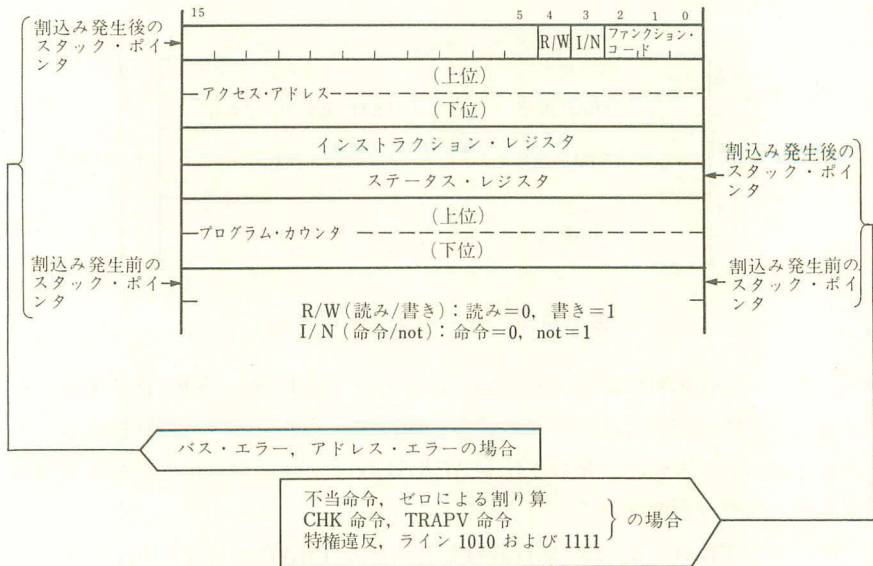 15 5 4 3 2 1 0
割込み発生後の
スタック・ポイ
ンタ
R/W I/N ファンクション・
コード
(上位)
アクセス・アドレス
(下位)
インストラクション・レジスタ
ステータス・レジスタ
割込み発生後の
スタック・ポイ
ンタ
(上位)
プログラム・カウンタ
(下位)
割込み発生前の
スタック・ポイ
ンタ
割込み発生前の
スタック・ポイ
ンタ
R/W(読み/書き):読み=0, 書き=1
I/N(命令/not):命令=0, not=1
バス・エラー, アドレス・エラーの場合
不当命令, ゼロによる割り算
CHK 命令, TRAPV 命令
特権違反, ライン 1010 および 1111
の場合